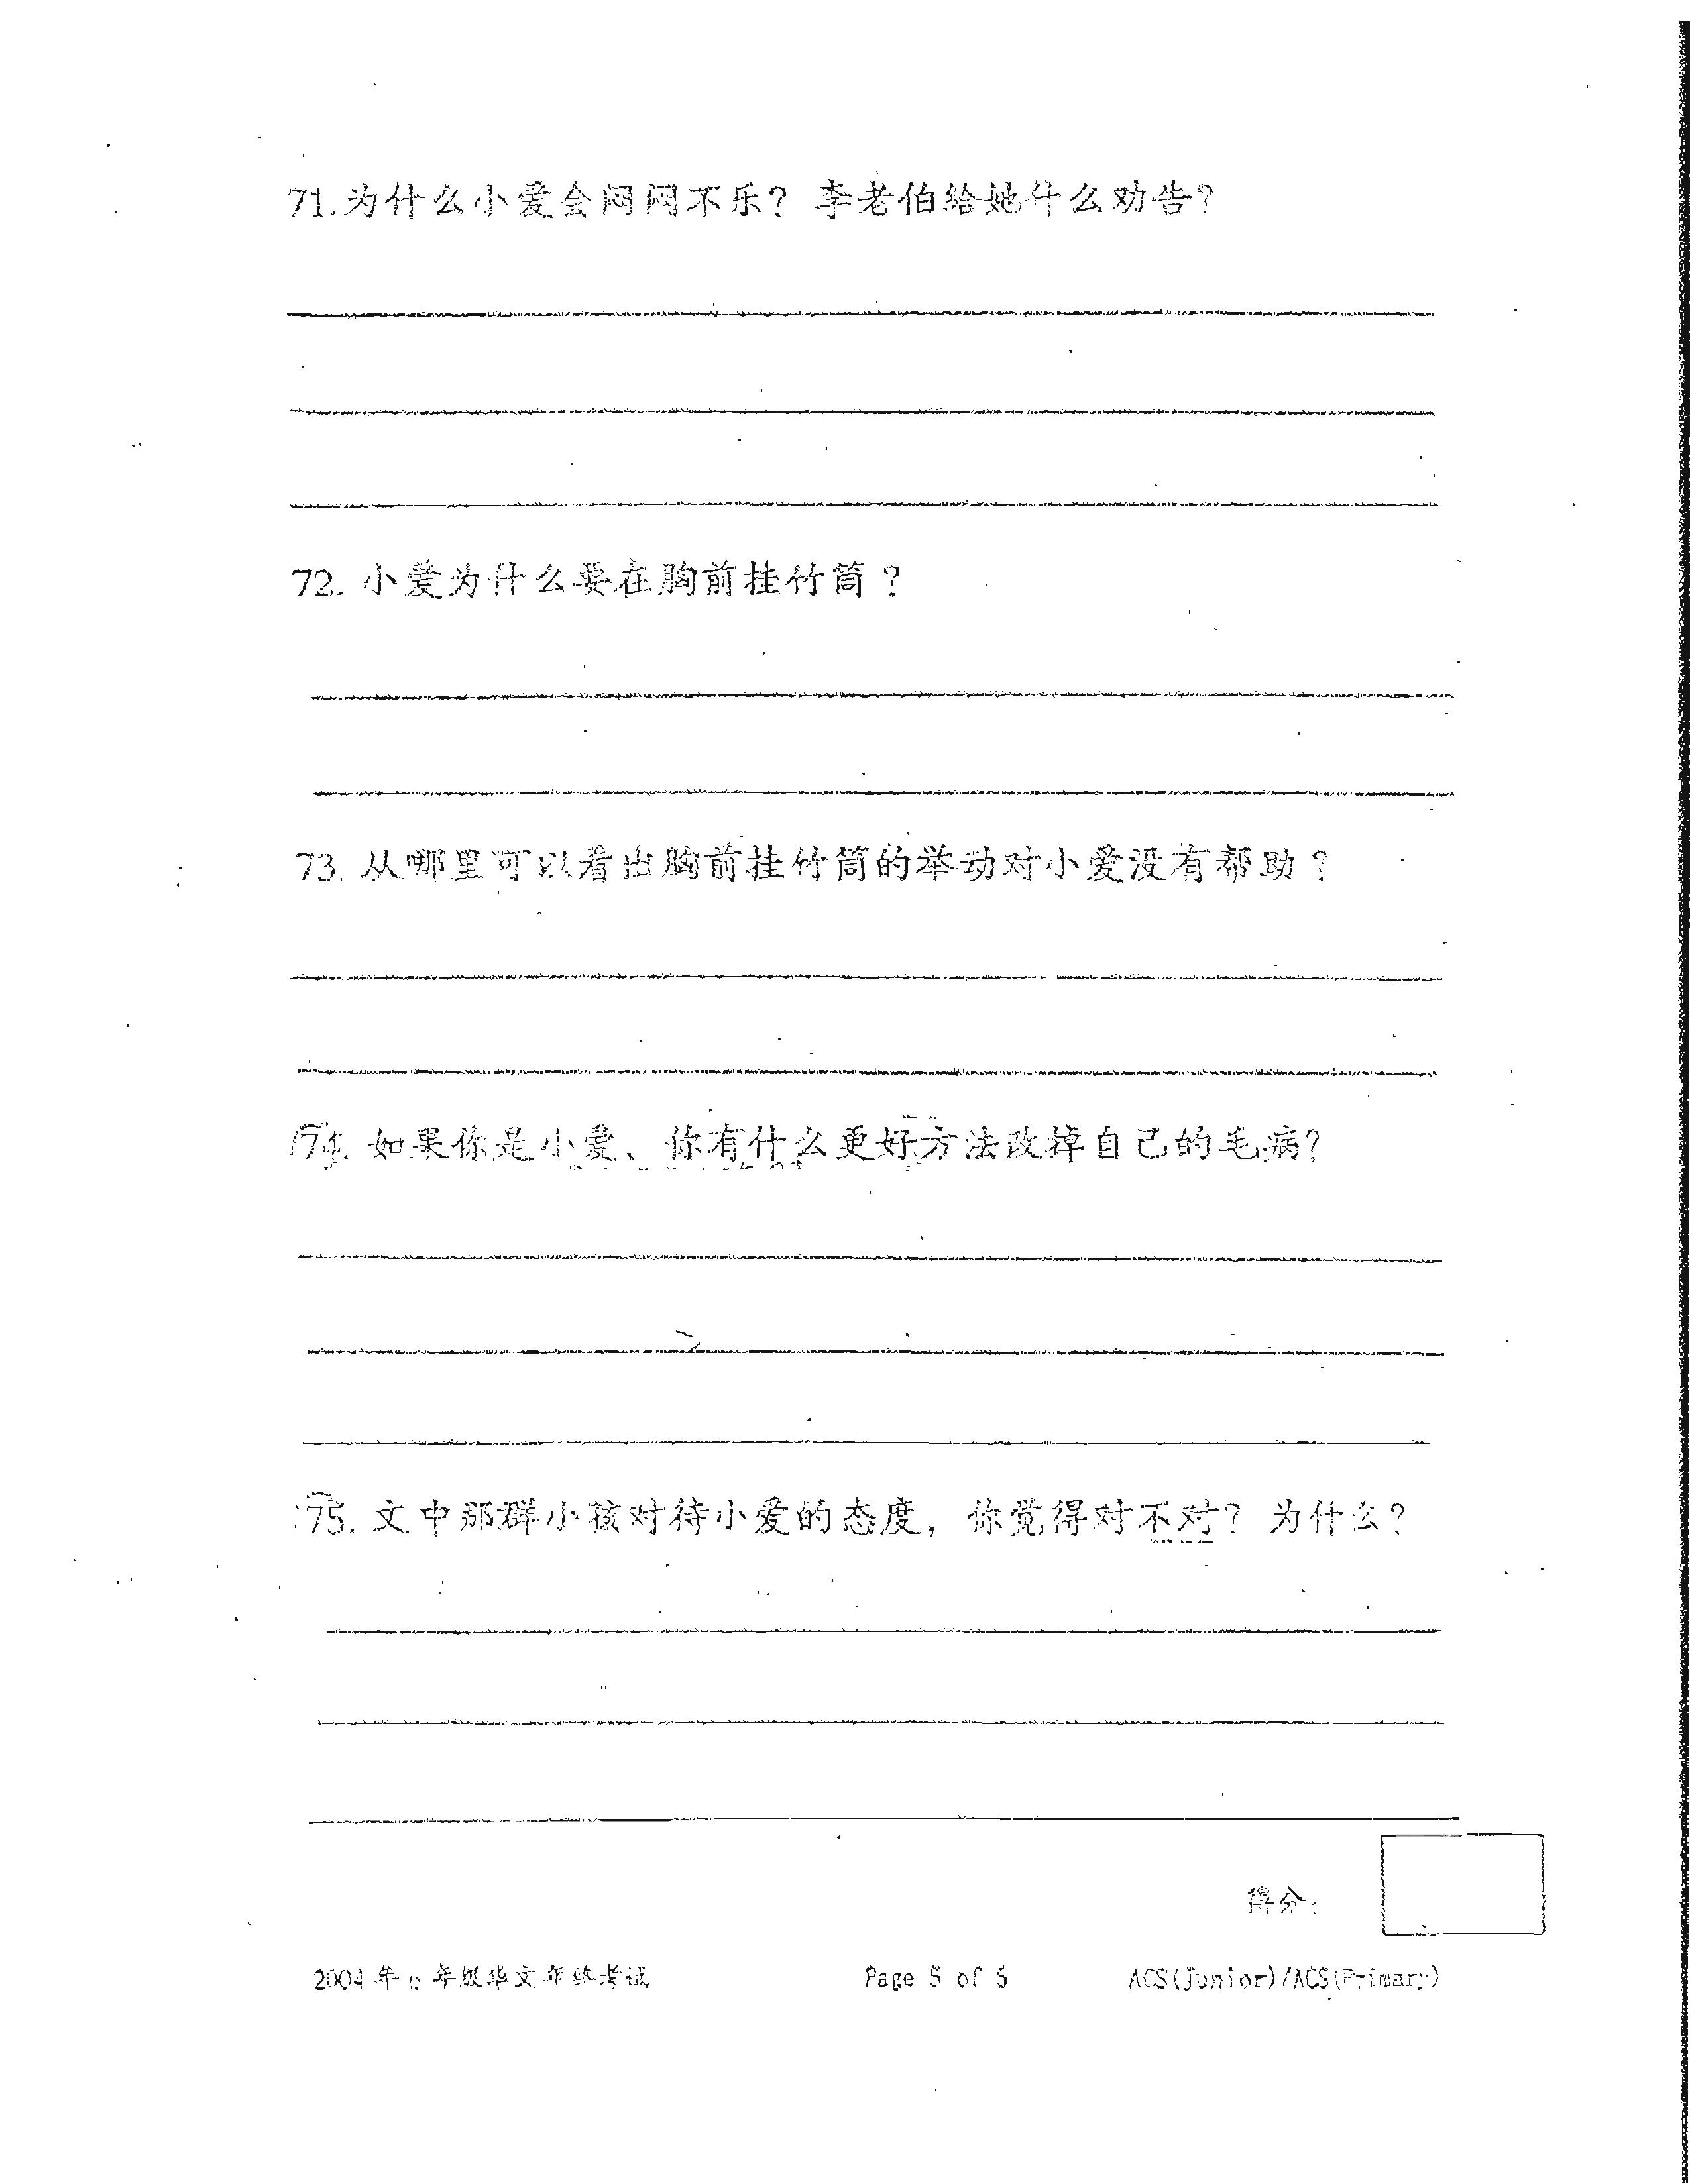 71.为什么小爱会闷闷不乐？李老伯给她什么劝告？
72. 小爱为什么要在胸前挂竹筒？
73. 从哪里可以看出胸前挂竹筒的举动对小爱没有帮助？
74. 如果你是小爱、你有什么更好方法改掉自己的毛病？
75. 文中那群小孩对待小爱的态度，你觉得对不对？为什么？
得分：
2004 年 6 年级华文年终考试 Page 5 of 5 ACS(Junior)/ACS(Primary)